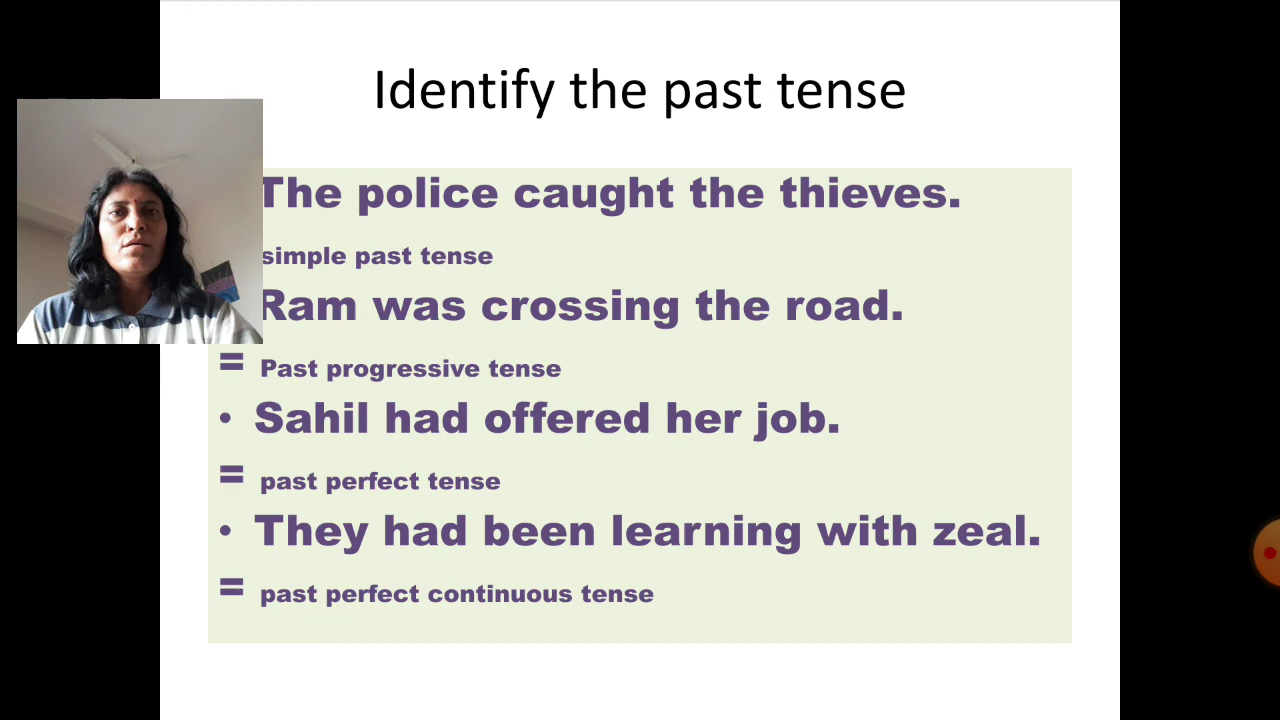 Identify the past tense
The police caught the thieves.
simple past tense
Ram was crossing the road.
= Past progressive tense
• Sahil had offered her job.
= past perfect tense
• They had been learning with zeal.
= past perfect continuous tense